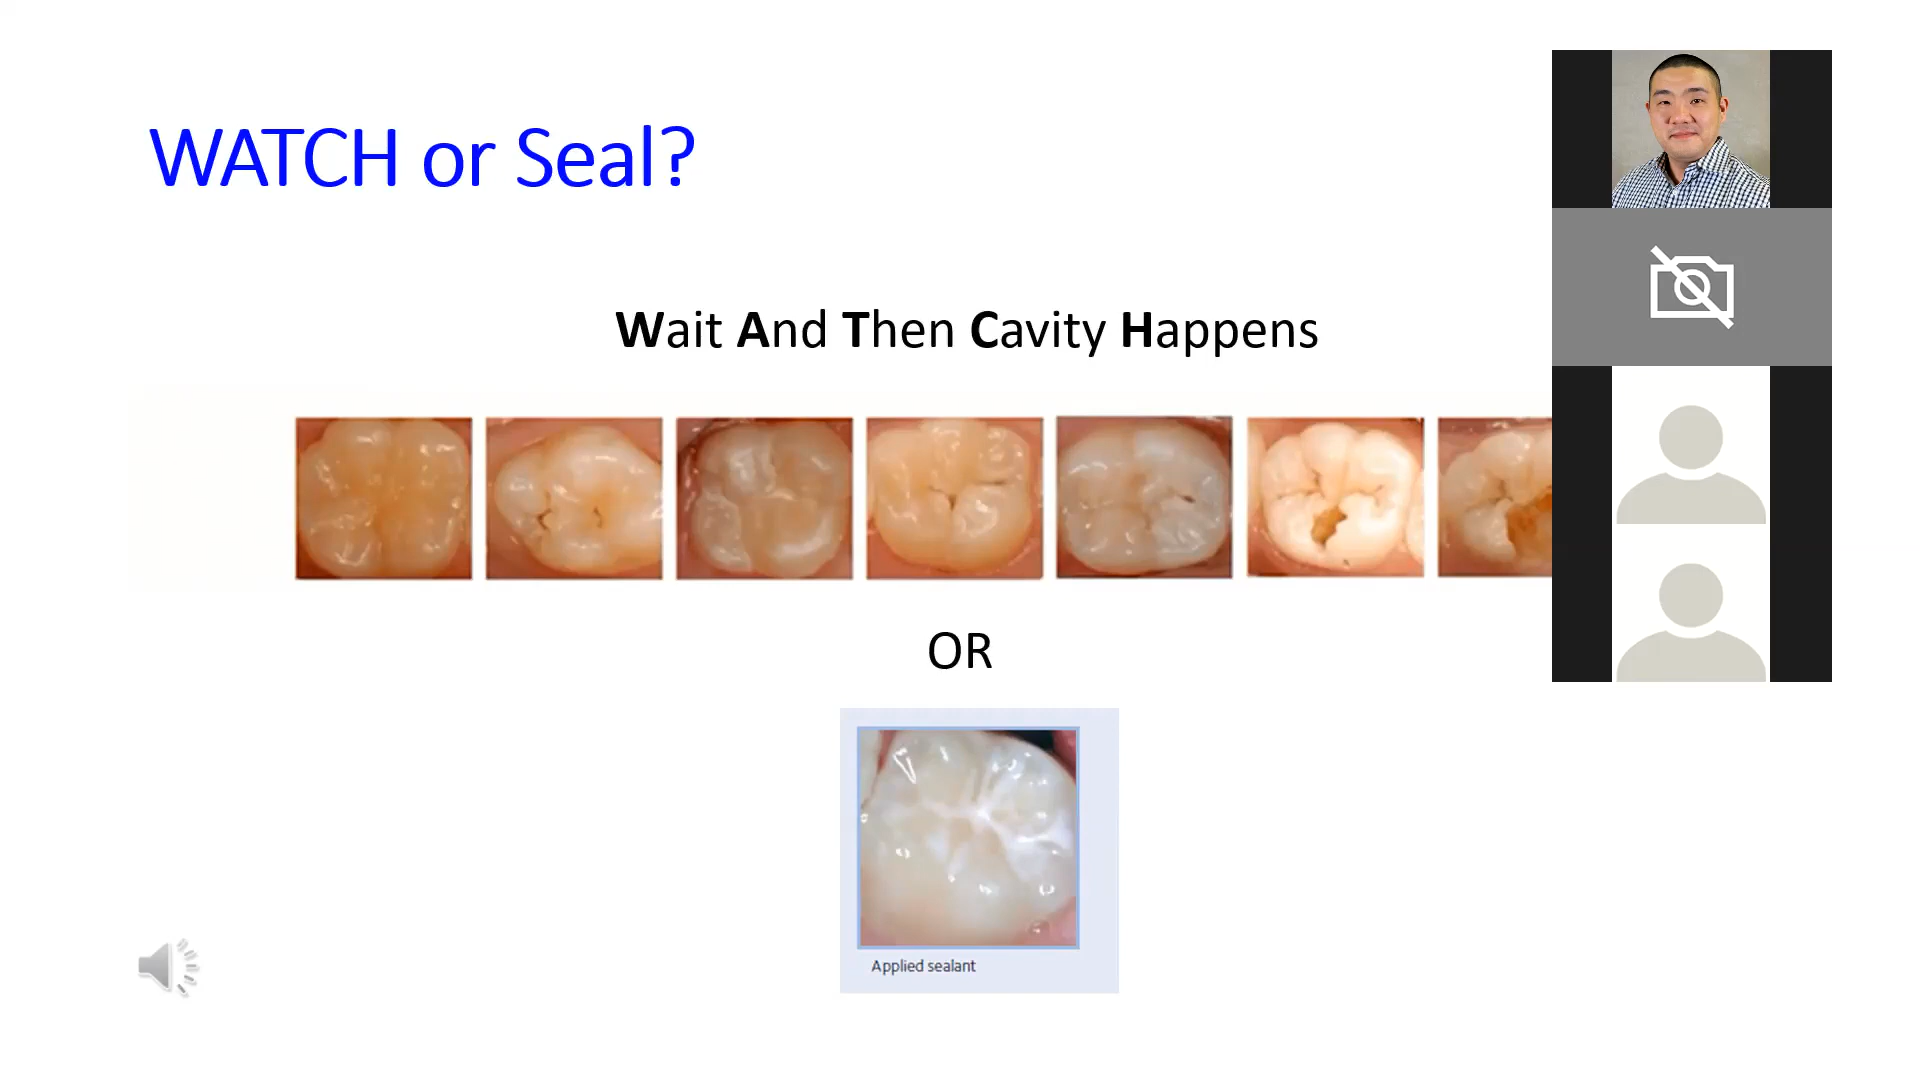 WATCH or Seal?
Wait And Then Cavity Happens
OR
Applied sealant